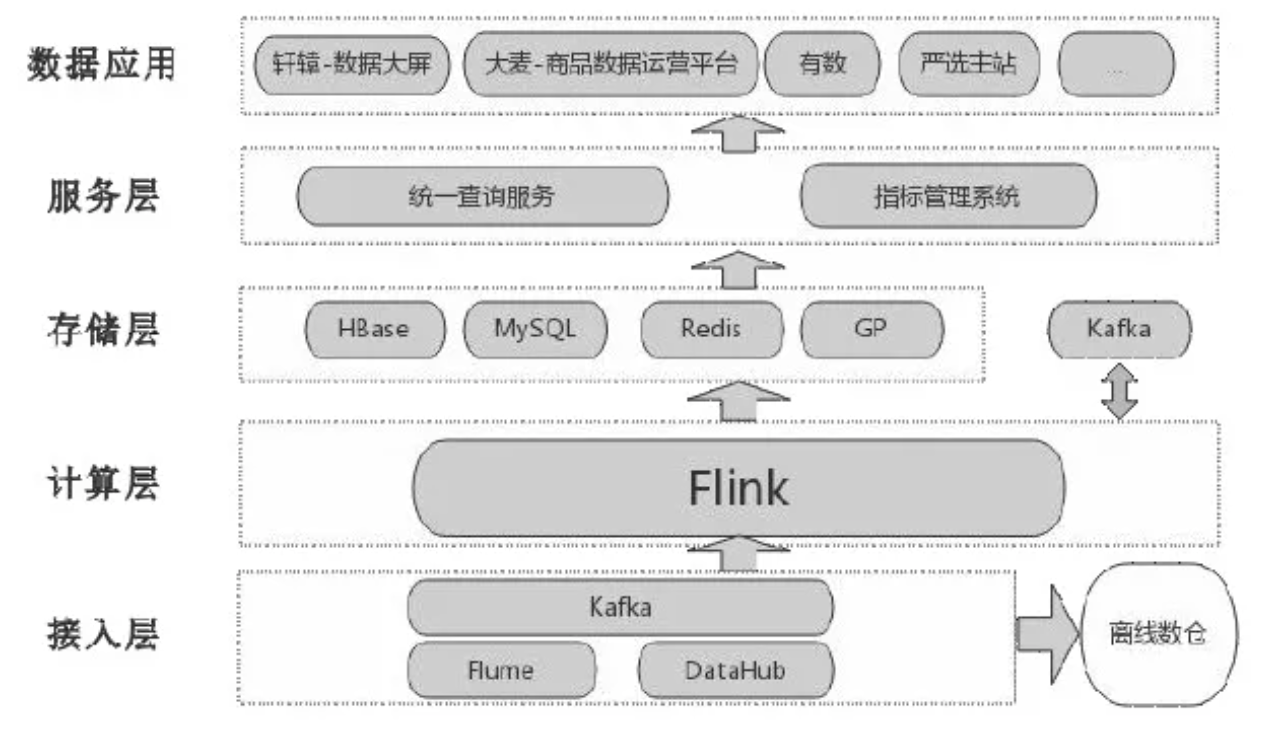 数据应用
轩辕-数据大屏
大麦-商品数据运营平台
有数
严选主站
...
服务层
统一查询服务
指标管理系统
存储层
HBase
MySQL
Redis
GP
Kafka
计算层
Flink
接入层
Kafka
Flume
DataHub
离线数仓